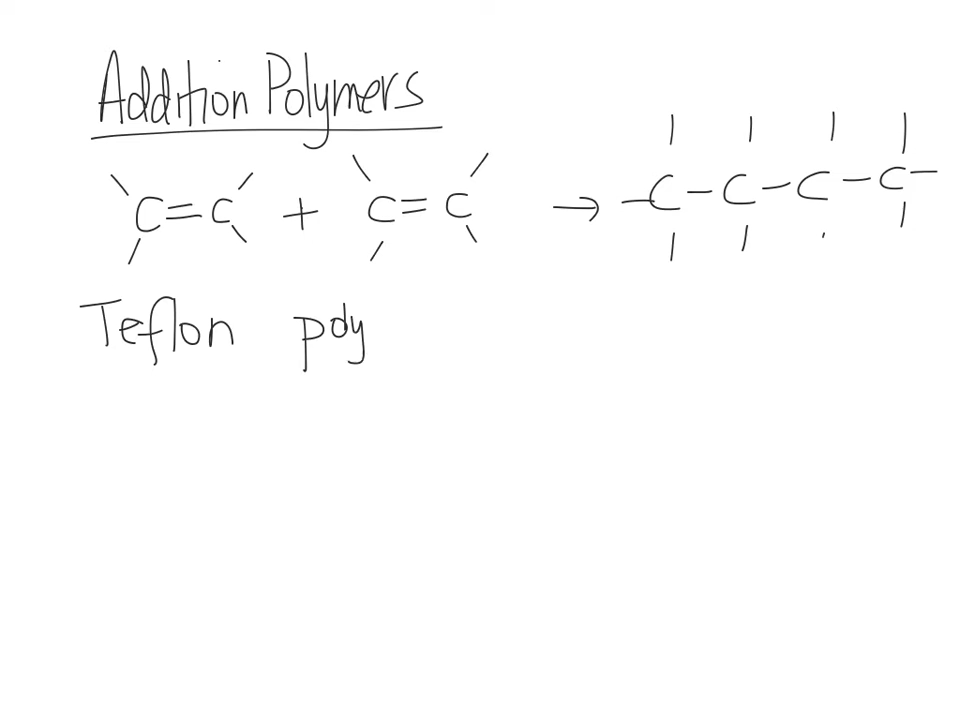 Addition Polymers
C=C + C=C → -C-C-C-C-
Teflon poly